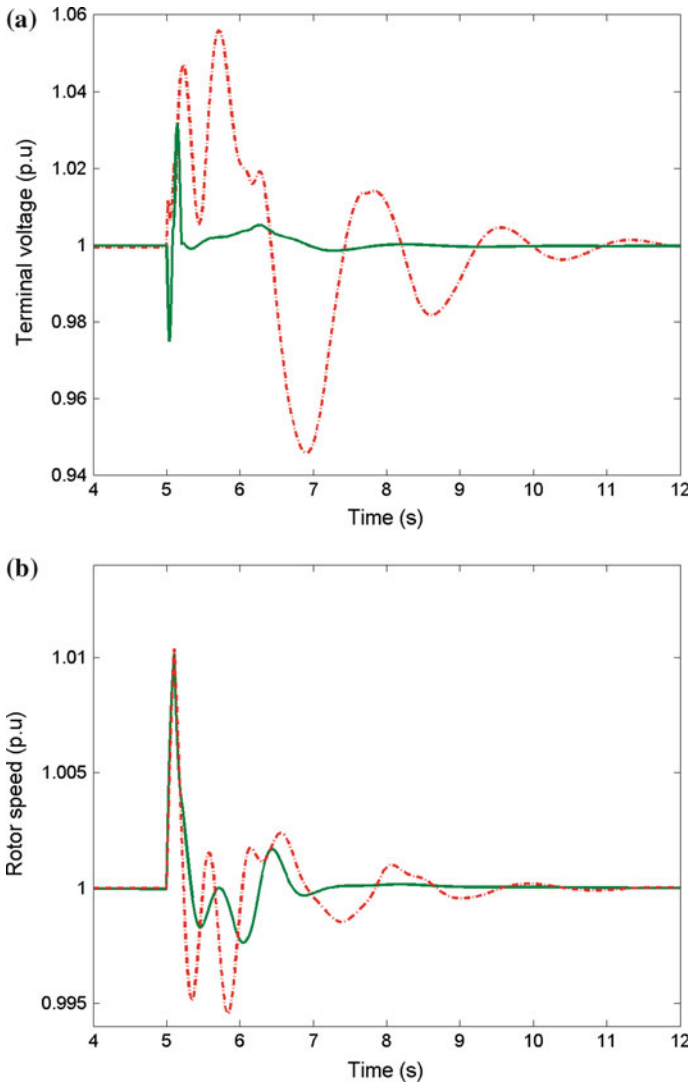 (a)
Terminal voltage (p.u)
1.06
1.04
1.02
1
0.98
0.96
0.94
4 5 6 7 8 9 10 11 12
Time (s)
(b)
Rotor speed (p.u)
1.01
1.005
1
0.995
4 5 6 7 8 9 10 11 12
Time (s)